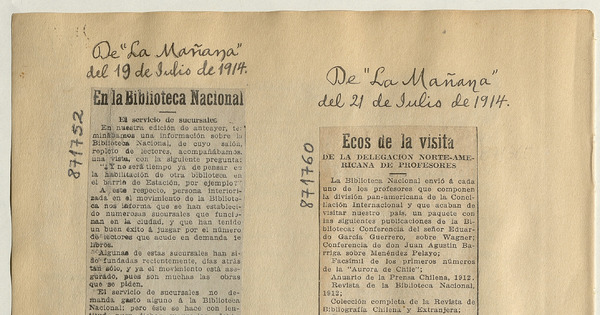 De "La Mañana"
del 19 de Julio de 1914.
871752
En la Biblioteca Nacional
El servicio de sucursales
En nuestra edición de anteayer, ter-
minábamos una información sobre la
Biblioteca Nacional, de cuyo salón,
repleto de lectores, acompañábamos
una vista, con la siguiente pregunta:
"¿Y no será tiempo ya de pensar en
la habilitación de otra biblioteca en
el barrio de Estación, por ejemplo?
A este respecto, persona interiori-
zada en el movimiento de la Bibliote-
ca nos informa que se han estableci-
do numerosas sucursales que funcio-
nan en la ciudad, y que han tenido
un buen éxito á juzgar por el número
de lectores que acude en demanda de
libros.
Algunas de estas sucursales han si-
do fundadas recientemente, días atrás
tan sólo, y ya el movimiento está ase-
gurado, pues son muchas las obras
que se piden.
El servicio de sucursales no de-
manda gasto alguno á la Biblioteca
Nacional; pero éste se hace con len-
De "La Mañana"
del 21 de Julio de 1914.
871760
Ecos de la visita
DE LA DELEGACION NORTE-AME-
RICANA DE PROFESORES
La Biblioteca Nacional envió á cada
uno de los profesores que componen
la división pan-americana de la Conci-
liación Internacional y que acaban de
visitar nuestro país, un paquete con
las siguientes publicaciones de la Bi-
blioteca: Conferencia del señor Eduar-
do García Guerrero, sobre Wagner;
Conferencia de don Juan Agustín Ba-
rriga sobre Menéndez Pelayo;
Facsímil de los primeros números
de la "Aurora de Chile";
Anuario de la Prensa Chilena, 1912.
Revista de la Biblioteca Nacional,
1912;
Colección completa de la Revista de
Bibliografía Chilena y Extranjera;